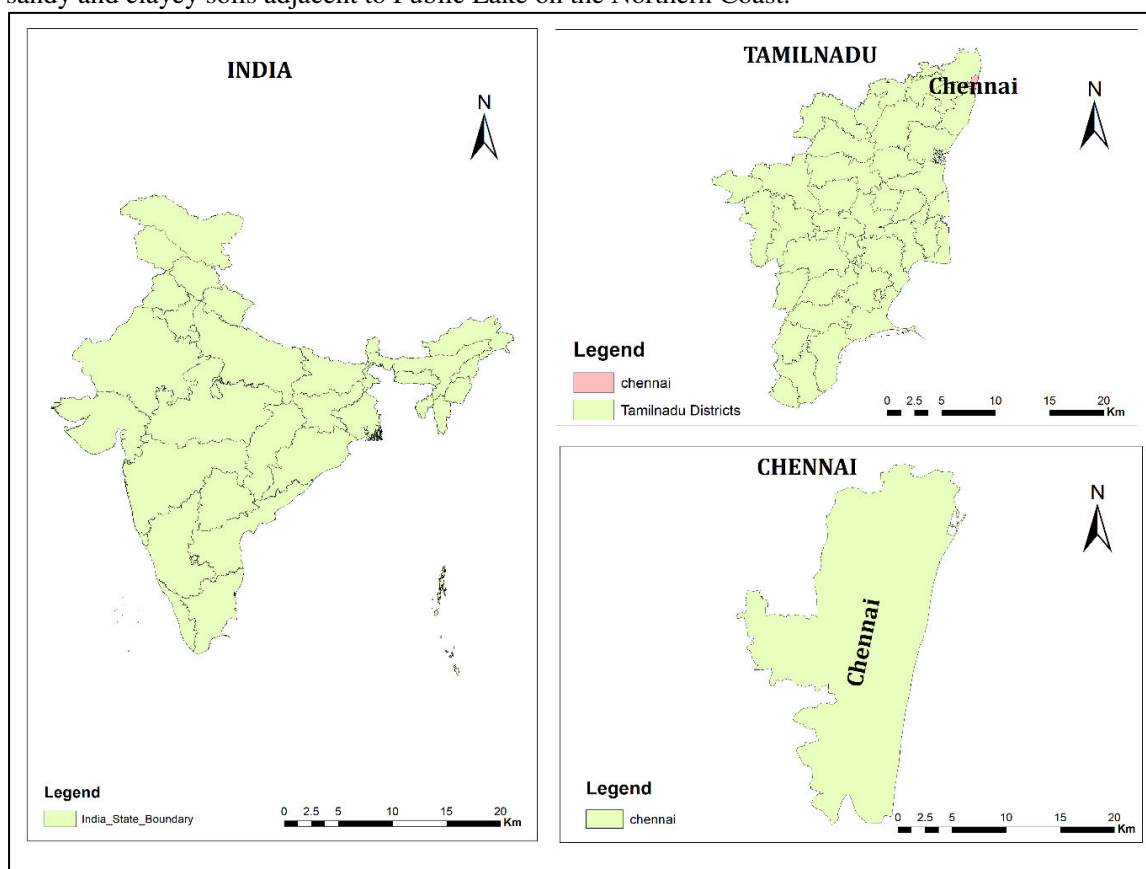 sandy and clayey soils adjacent to Public Lake on the Northern Coast.
INDIA
N
Legend
India_State_Boundary
0 2.5 5 10 15 20
Km
TAMILNADU
Chennai
N
Legend
chennai
Tamilnadu Districts
0 2.5 5 10 15 20
Km
CHENNAI
N
Chennai
Legend
chennai
0 2.5 5 10 15 20
Km